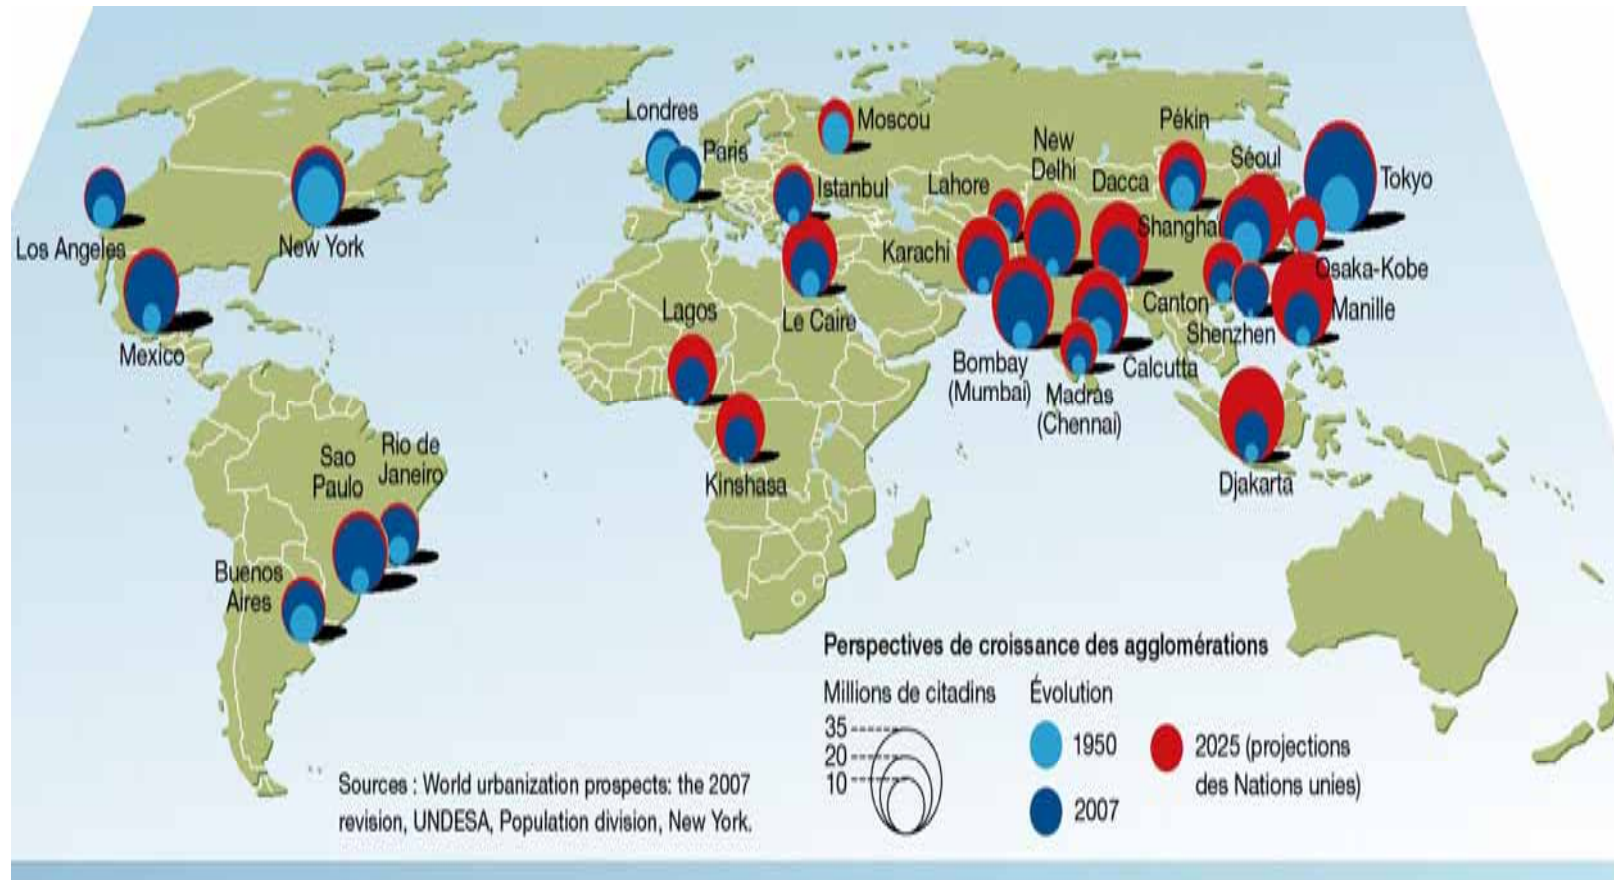 Londres
Moscou
Paris
Istanbul
Los Angeles
New York
Mexico
Lagos
Le Caire
Kinshasa
Sao
Paulo
Rio de
Janeiro
Buenos
Aires
New
Delhi
Lahore
Dacca
Karachi
Pékin
Séoul
Shanghai
Tokyo
Osaka-Kobe
Canton
Shenzhen
Manille
Bombay
(Mumbai)
Madras
(Chennai)
Calcutta
Djakarta
Perspectives de croissance des agglomérations
Millions de citadins
35
20
10
Évolution
1950
2007
2025 (projections
des Nations unies)
Sources : World urbanization prospects: the 2007
revision, UNDESA, Population division, New York.